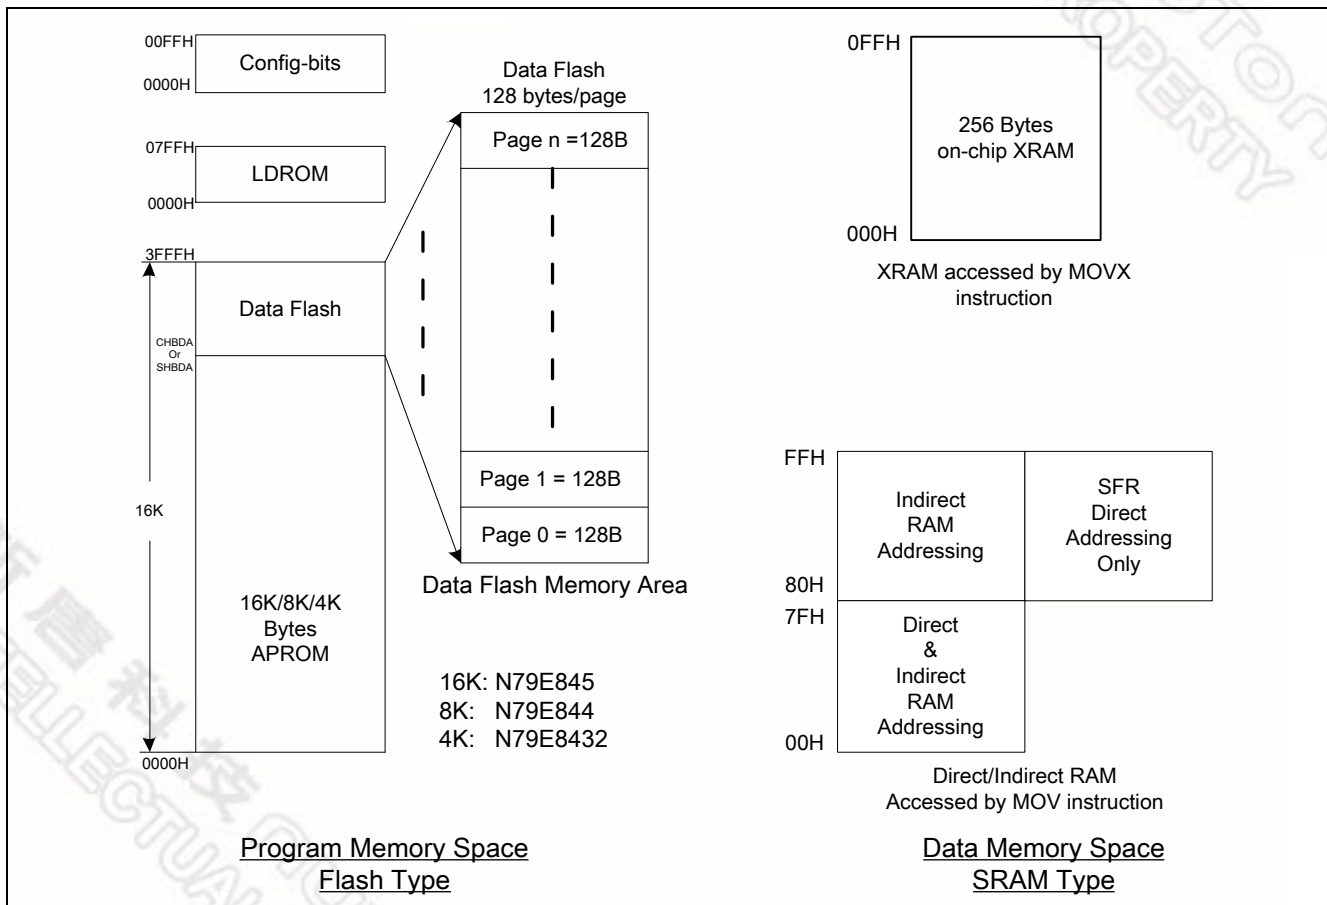 00FFH
Config-bits
0000H
07FFH
LDROM
0000H
3FFFH
Data Flash
CHBDA
Or
SHBDA
16K
16K/8K/4K
Bytes
APROM
0000H
Data Flash
128 bytes/page
Page n =128B
Page 1 = 128B
Page 0 = 128B
Data Flash Memory Area
16K: N79E845
8K: N79E844
4K: N79E8432
Program Memory Space
Flash Type
0FFH
256 Bytes
on-chip XRAM
000H
XRAM accessed by MOVX
instruction
FFH
Indirect
RAM
Addressing
SFR
Direct
Addressing
Only
80H
7FH
Direct
&
Indirect
RAM
Addressing
00H
Direct/Indirect RAM
Accessed by MOV instruction
Data Memory Space
SRAM Type